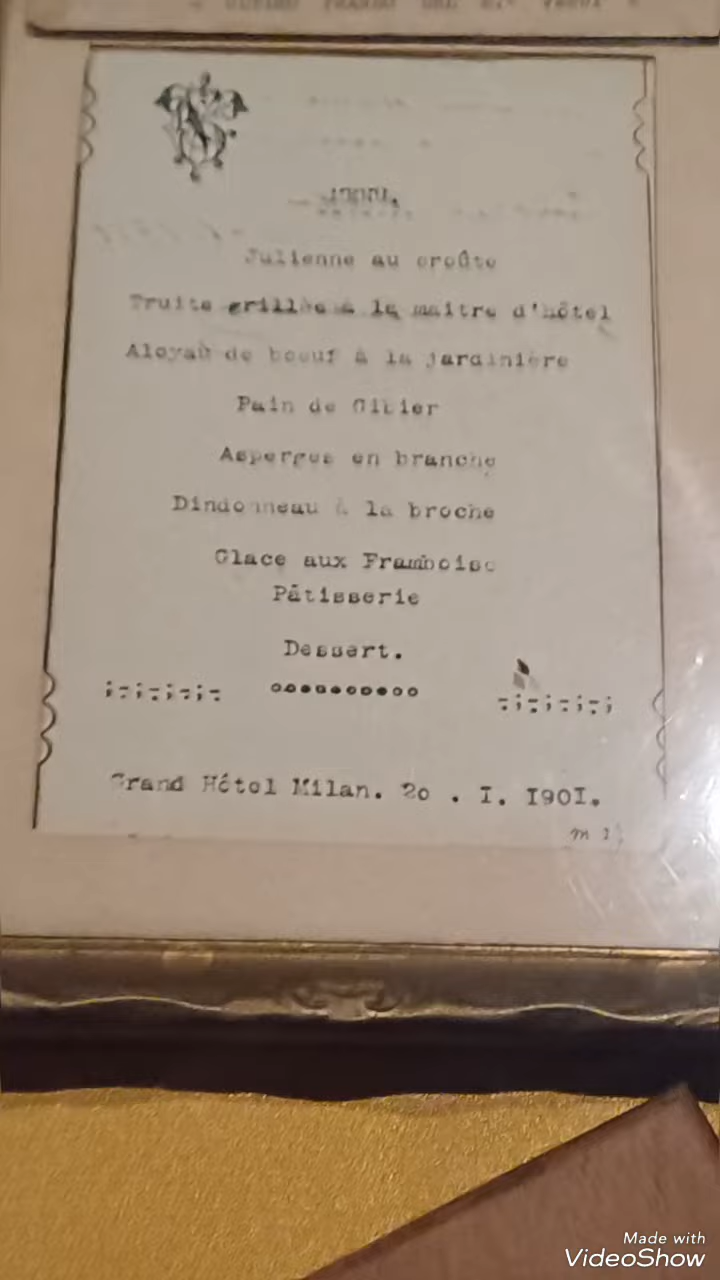 Julienne au croûte
Truite grillée à la maître d'hôtel
Aloyau de boeuf à la jardinière
Pain de Gibier
Asperges en branche
Dindonneau à la broche
Glace aux Framboise
Pâtisserie
Dessert.
Grand Hôtel Milan. 20 . I. I90I.
Made with
VideoShow